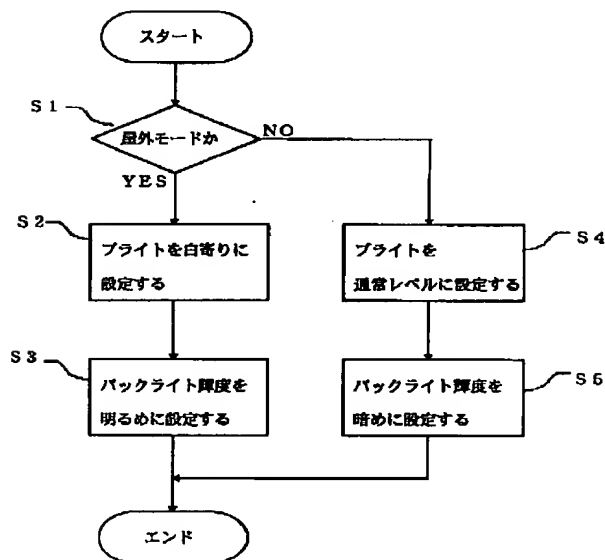 スタート
S1
屋外モードか
NO
YES
S2
ブライトを白寄りに
設定する
ブライトを
通常レベルに設定する
S4
S3
バックライト輝度を
明るめに設定する
バックライト輝度を
暗めに設定する
S5
エンド